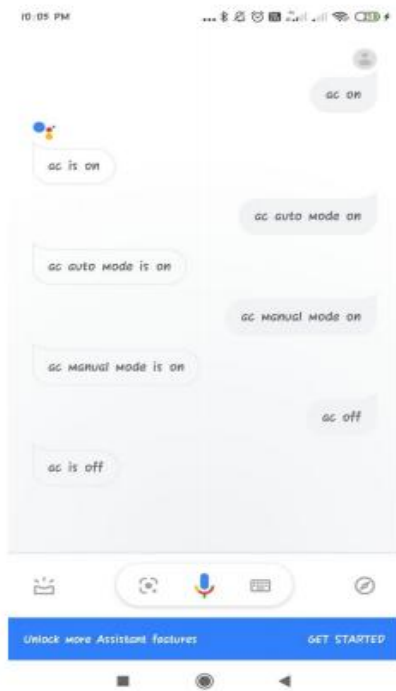 10:05 PM
ac on
ac is on
ac auto mode on
ac auto mode is on
ac manual mode on
ac manual mode is on
ac off
ac is off
Unlock more Assistant features
GET STARTED